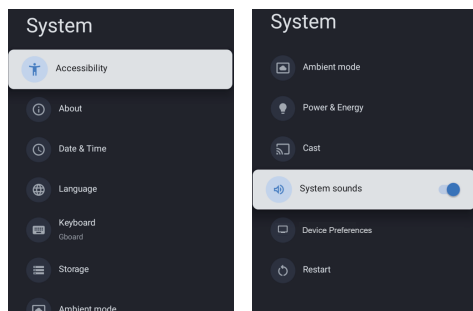 System
Accessibility
About
Date & Time
Language
Keyboard
Gboard
Storage
Ambient mode
System
Ambient mode
Power & Energy
Cast
System sounds
Device Preferences
Restart